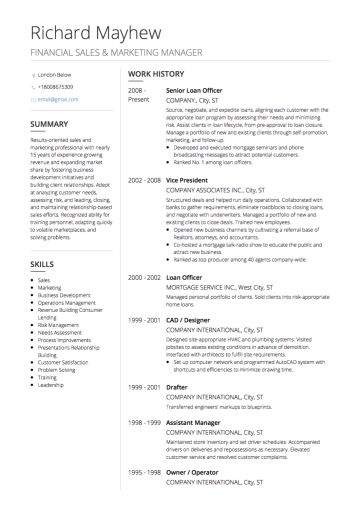 Richard Mayhew
FINANCIAL SALES & MARKETING MANAGER
London Below
+18008675309
email@gmail.com
SUMMARY
Results-oriented sales and
marketing professional with nearly
15 years of experience growing
revenue and expanding market
share by fostering business
development initiatives and
building client relationships. Adept
at analyzing customer needs,
assessing risk, and leading, closing,
and maintaining relationship-based
sales efforts. Recognized ability for
training personnel, adapting quickly
to volatile marketplaces, and
solving problems.
SKILLS
Sales
Marketing
Business Development
Operations Management
Revenue Building Consumer
Lending
Risk Management
Needs Assessment
Process Improvements
Presentations Relationship
Building
Customer Satisfaction
Problem Solving
Training
Leadership
WORK HISTORY
2008 -
Present
Senior Loan Officer
COMPANY., City, ST
Source, negotiate, and expedite loans, aligning each customer with the
appropriate loan program by assessing their needs and minimizing
risk. Assist clients in loan lifecycle, from pre-approval to loan closure.
Manage a portfolio of new and existing clients through self-promotion,
marketing, and follow-up.
Developed and executed mortgage seminars and phone
broadcasting messages to attract potential customers.
Ranked No. 1 among loan officers.
2002 - 2008 Vice President
COMPANY ASSOCIATES INC., City, ST
Structured deals and helped run daily operations. Collaborated with
banks to gather requirements, eliminate roadblocks to closing loans,
and negotiate with underwriters. Managed a portfolio of new and
existing clients to close deals. Trained new employees.
Opened new business channels by cultivating a referral base of
Realtors, attorneys, and accountants.
Co-hosted a mortgage talk-radio show to educate the public and
attract new business.
Ranked as top producer among 40 agents company wide.
2000 - 2002 Loan Officer
MORTGAGE SERVICE INC., West City, ST
Managed personal portfolio of clients. Sold clients into risk-appropriate
home loans.
1999 - 2001 CAD / Designer
COMPANY INTERNATIONAL, City, ST
Designed site-appropriate HVAC and plumbing systems. Visited
jobsites to assess existing conditions in advance of demolition.
Interfaced with architects to fulfill site requirements.
Set up computer network and programmed AutoCAD system with
shortcuts and efficiencies to minimize drawing time.
1999 - 2001 Drafter
COMPANY INTERNATIONAL, City, ST
Transferred engineers' markups to blueprints.
1998 - 1999 Assistant Manager
COMPANY INTERNATIONAL, City, ST
Maintained store inventory and set driver schedules. Accompanied
drivers on deliveries and repossessions as necessary. Elevated
customer service and resolved customer complaints.
1995 - 1998 Owner / Operator
COMPANY INTERNATIONAL, City, ST